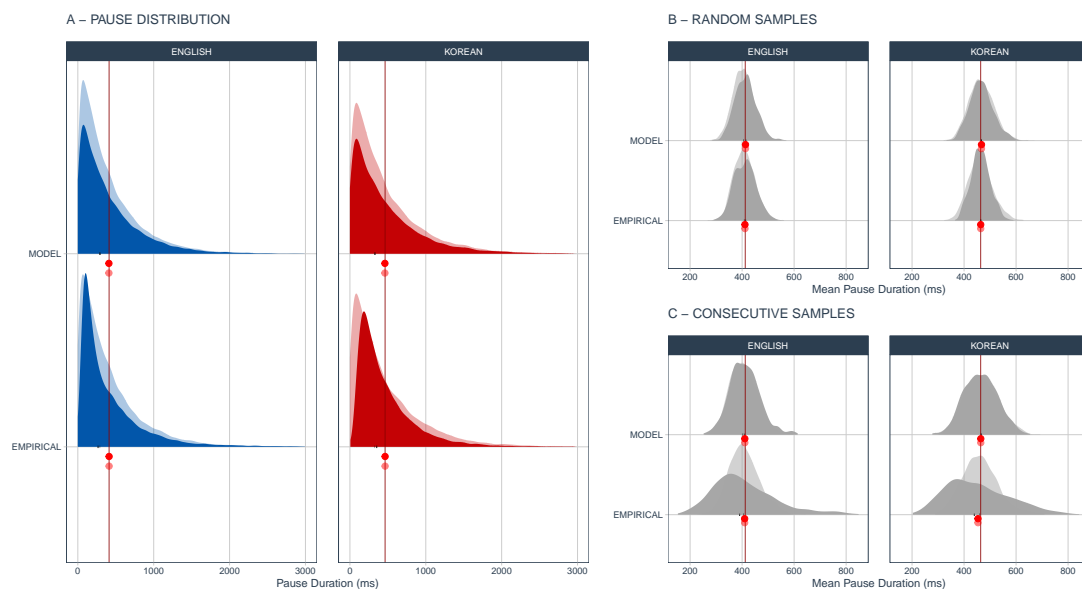 A – PAUSE DISTRIBUTION
ENGLISH
KOREAN
MODEL
EMPIRICAL
0
1000
2000
3000
0
1000
2000
3000
Pause Duration (ms)
B – RANDOM SAMPLES
ENGLISH
KOREAN
MODEL
EMPIRICAL
200
400
600
800
200
400
600
800
Mean Pause Duration (ms)
C – CONSECUTIVE SAMPLES
ENGLISH
KOREAN
MODEL
EMPIRICAL
200
400
600
800
200
400
600
800
Mean Pause Duration (ms)